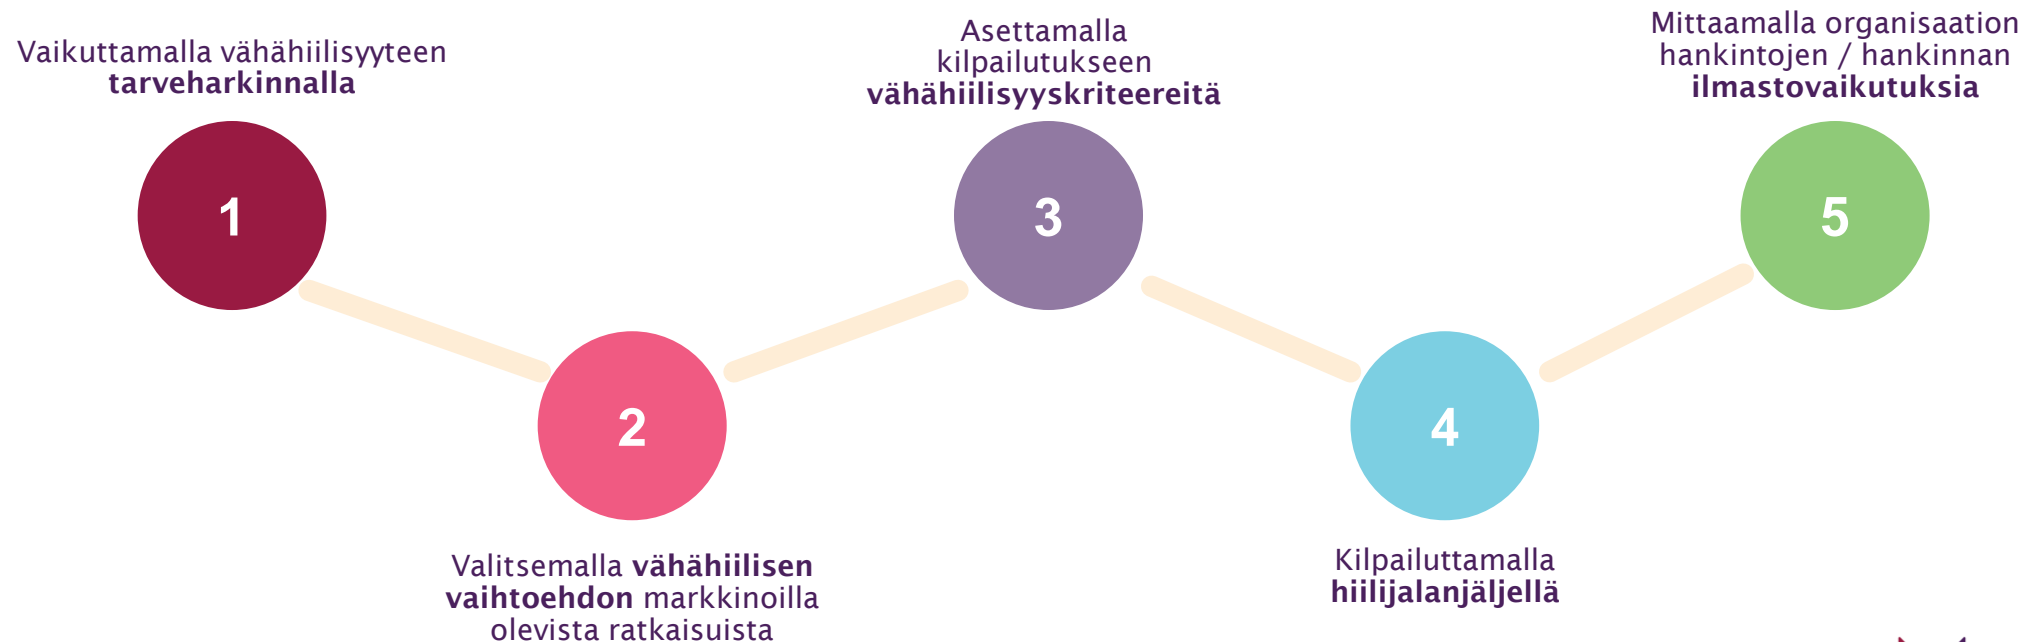 Vaikuttamalla vähähiilisyyteen
tarveharkinnalla
1
Valitsemalla vähähiilisen
vaihtoehdon markkinoilla
olevista ratkaisuista
2
Asettamalla
kilpailutukseen
vähähiilisyyskriteereitä
3
Kilpailuttamalla
hiilijalanjäljellä
4
Mittaamalla organisaation
hankintojen / hankinnan
ilmastovaikutuksia
5